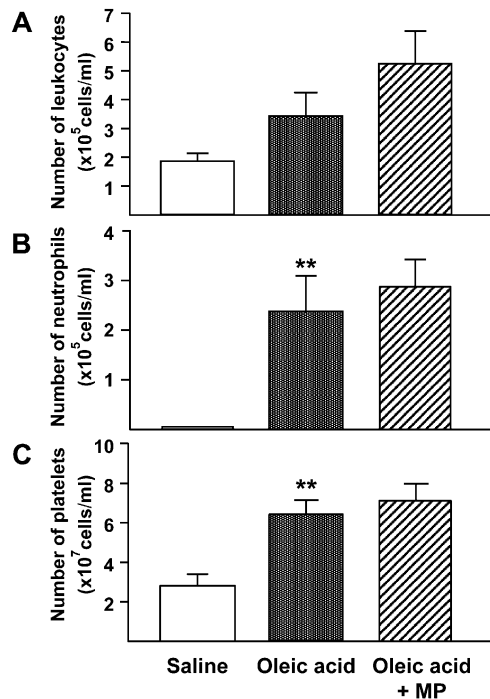 A
Number of leukocytes
(x10⁵cells/ml)
7
6
5
4
3
2
1
B
Number of neutrophils
(x10⁵cells/ml)
4
3
2
1
**
C
Number of platelets
(x10⁷cells/ml)
10
8
6
4
2
**
Saline
Oleic acid
Oleic acid
+ MP